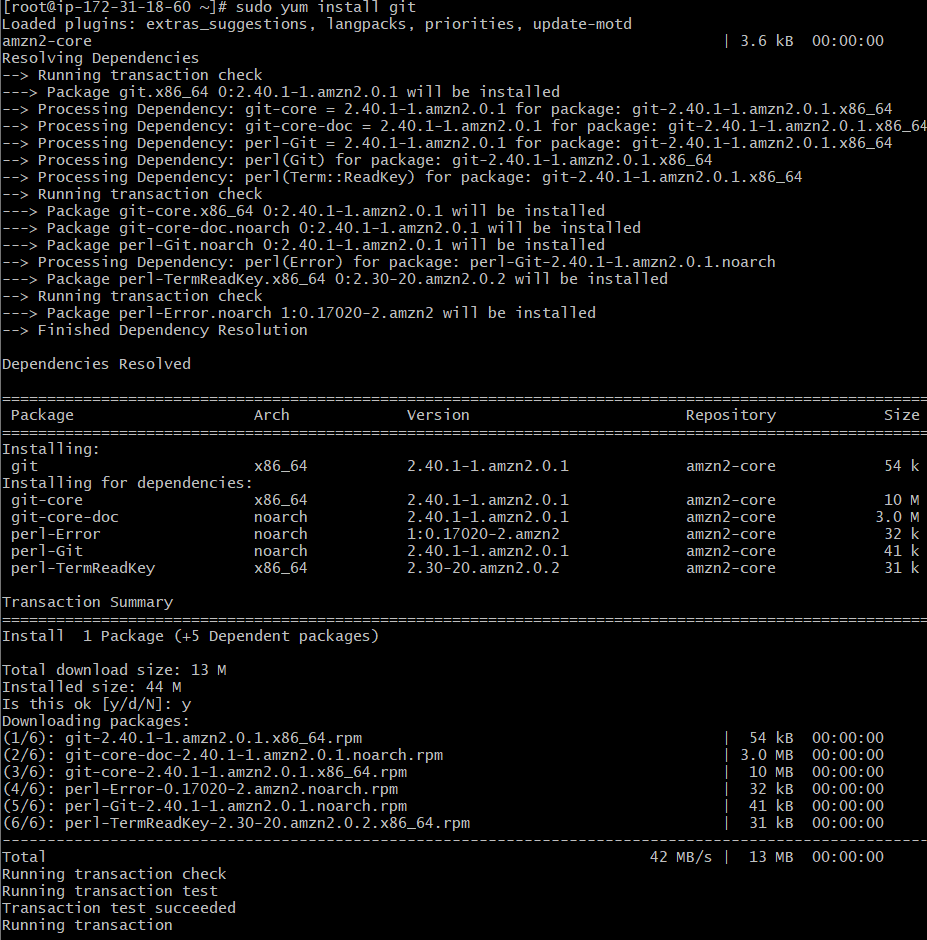 [root@ip-172-31-18-60 ~]# sudo yum install git
Loaded plugins: extras_suggestions, langpacks, priorities, update-motd
amzn2-core | 3.6 kB 00:00:00
Resolving Dependencies
--> Running transaction check
---> Package git.x86_64 0:2.40.1-1.amzn2.0.1 will be installed
--> Processing Dependency: git-core = 2.40.1-1.amzn2.0.1 for package: git-2.40.1-1.amzn2.0.1.x86_64
--> Processing Dependency: git-core-doc = 2.40.1-1.amzn2.0.1 for package: git-2.40.1-1.amzn2.0.1.x86_64
--> Processing Dependency: perl-Git = 2.40.1-1.amzn2.0.1 for package: git-2.40.1-1.amzn2.0.1.x86_64
--> Processing Dependency: perl(Git) for package: git-2.40.1-1.amzn2.0.1.x86_64
--> Processing Dependency: perl(Term::ReadKey) for package: git-2.40.1-1.amzn2.0.1.x86_64
--> Running transaction check
---> Package git-core.x86_64 0:2.40.1-1.amzn2.0.1 will be installed
---> Package git-core-doc.noarch 0:2.40.1-1.amzn2.0.1 will be installed
---> Package perl-Git.noarch 0:2.40.1-1.amzn2.0.1 will be installed
--> Processing Dependency: perl(Error) for package: perl-Git-2.40.1-1.amzn2.0.1.noarch
---> Package perl-TermReadKey.x86_64 0:2.30-20.amzn2.0.2 will be installed
--> Running transaction check
---> Package perl-Error.noarch 1:0.17020-2.amzn2 will be installed
--> Finished Dependency Resolution
Dependencies Resolved
================================================================================
Package Arch Version Repository Size
================================================================================
Installing:
git x86_64 2.40.1-1.amzn2.0.1 amzn2-core 54 k
Installing for dependencies:
git-core x86_64 2.40.1-1.amzn2.0.1 amzn2-core 10 M
git-core-doc noarch 2.40.1-1.amzn2.0.1 amzn2-core 3.0 M
perl-Error noarch 1:0.17020-2.amzn2 amzn2-core 32 k
perl-Git noarch 2.40.1-1.amzn2.0.1 amzn2-core 41 k
perl-TermReadKey x86_64 2.30-20.amzn2.0.2 amzn2-core 31 k
Transaction Summary
================================================================================
Install 1 Package (+5 Dependent packages)
Total download size: 13 M
Installed size: 44 M
Is this ok [y/d/N]: y
Downloading packages:
(1/6): git-2.40.1-1.amzn2.0.1.x86_64.rpm | 54 kB 00:00:00
(2/6): git-core-doc-2.40.1-1.amzn2.0.1.noarch.rpm | 3.0 MB 00:00:00
(3/6): git-core-2.40.1-1.amzn2.0.1.x86_64.rpm | 10 MB 00:00:00
(4/6): perl-Error-0.17020-2.amzn2.noarch.rpm | 32 kB 00:00:00
(5/6): perl-Git-2.40.1-1.amzn2.0.1.noarch.rpm | 41 kB 00:00:00
(6/6): perl-TermReadKey-2.30-20.amzn2.0.2.x86_64.rpm | 31 kB 00:00:00
--------------------------------------------------------------------------------
Total 42 MB/s | 13 MB 00:00:00
Running transaction check
Running transaction test
Transaction test succeeded
Running transaction